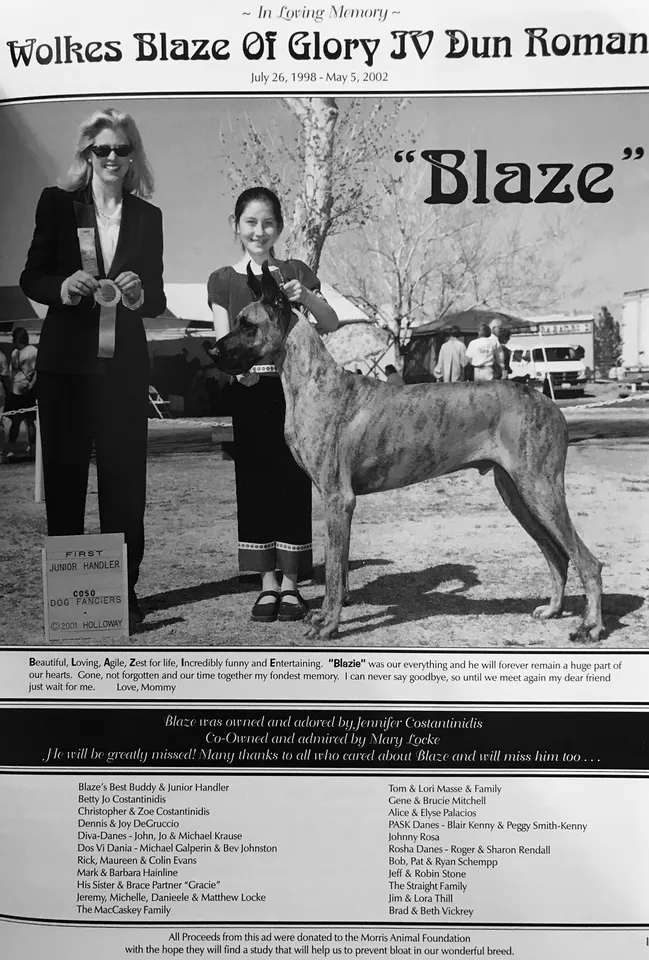 ~ In Loving Memory ~
Wolkes Blaze Of Glory IV Dun Roman
July 26, 1998 - May 5, 2002
"Blaze"
FIRST
JUNIOR HANDLER
COSO
DOG FANCIERS
-
©2001 HOLLOWAY
Beautiful, Loving, Agile, Zest for life, Incredibly funny and Entertaining. "Blazie" was our everything and he will forever remain a huge part of
our hearts. Gone, not forgotten and our time together my fondest memory. I can never say goodbye, so until we meet again my dear friend
just wait for me. Love, Mommy
Blaze was owned and adored by Jennifer Costantinidis
Co-Owned and admired by Mary Locke
He will be greatly missed! Many thanks to all who cared about Blaze and will miss him too . . .
Blaze's Best Buddy & Junior Handler
Betty Jo Costantinidis
Christopher & Zoe Costantinidis
Dennis & Joy DeGruccio
Diva-Danes - John, Jo & Michael Krause
Dos Vi Dania - Michael Galperin & Bev Johnston
Rick, Maureen & Colin Evans
Mark & Barbara Hainline
His Sister & Brace Partner "Gracie"
Jeremy, Michelle, Danieele & Matthew Locke
The MacCaskey Family
Tom & Lori Masse & Family
Gene & Brucie Mitchell
Alice & Elyse Palacios
PASK Danes - Blair Kenny & Peggy Smith-Kenny
Johnny Rosa
Rosha Danes - Roger & Sharon Rendall
Bob, Pat & Ryan Schempp
Jeff & Robin Stone
The Straight Family
Jim & Lora Thill
Brad & Beth Vickrey
All Proceeds from this ad were donated to the Morris Animal Foundation
with the hope they will find a study that will help us to prevent bloat in our wonderful breed.